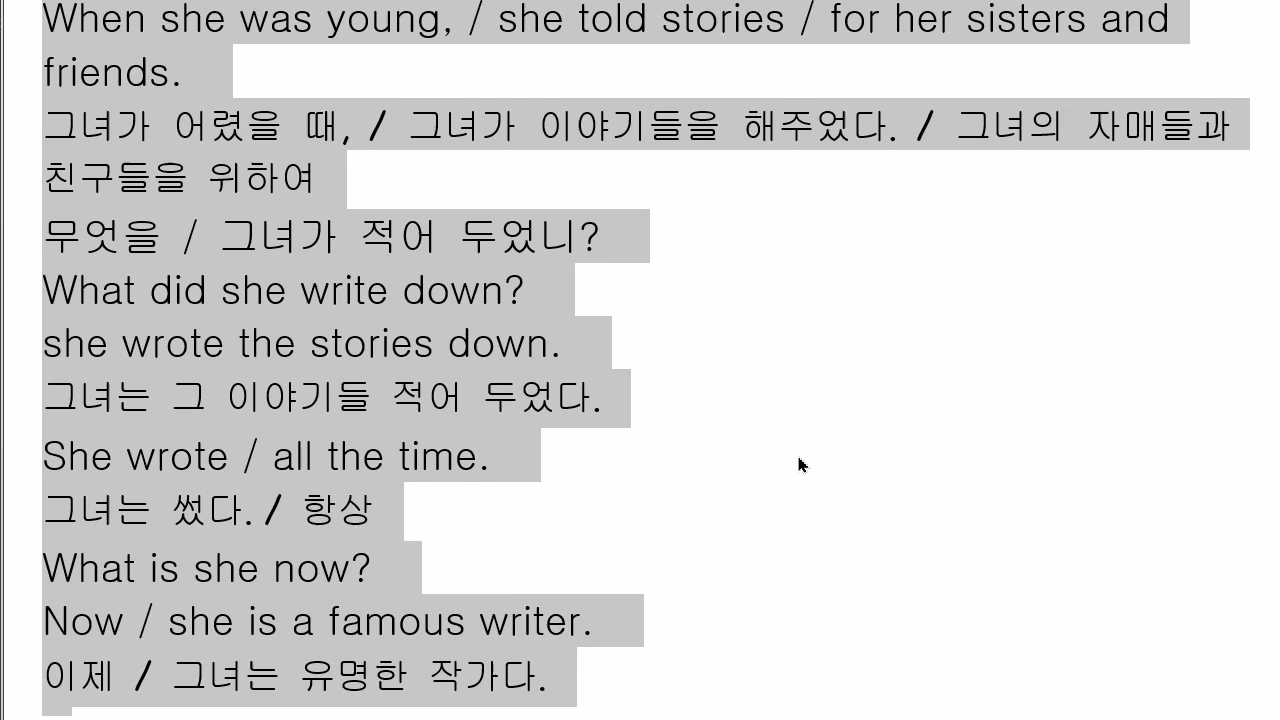 When she was young, / she told stories / for her sisters and
friends.
그녀가 어렸을 때, / 그녀가 이야기들을 해주었다. / 그녀의 자매들과
친구들을 위하여
무엇을 / 그녀가 적어 두었니?
What did she write down?
she wrote the stories down.
그녀는 그 이야기들 적어 두었다.
She wrote / all the time.
그녀는 썼다. / 항상
What is she now?
Now / she is a famous writer.
이제 / 그녀는 유명한 작가다.